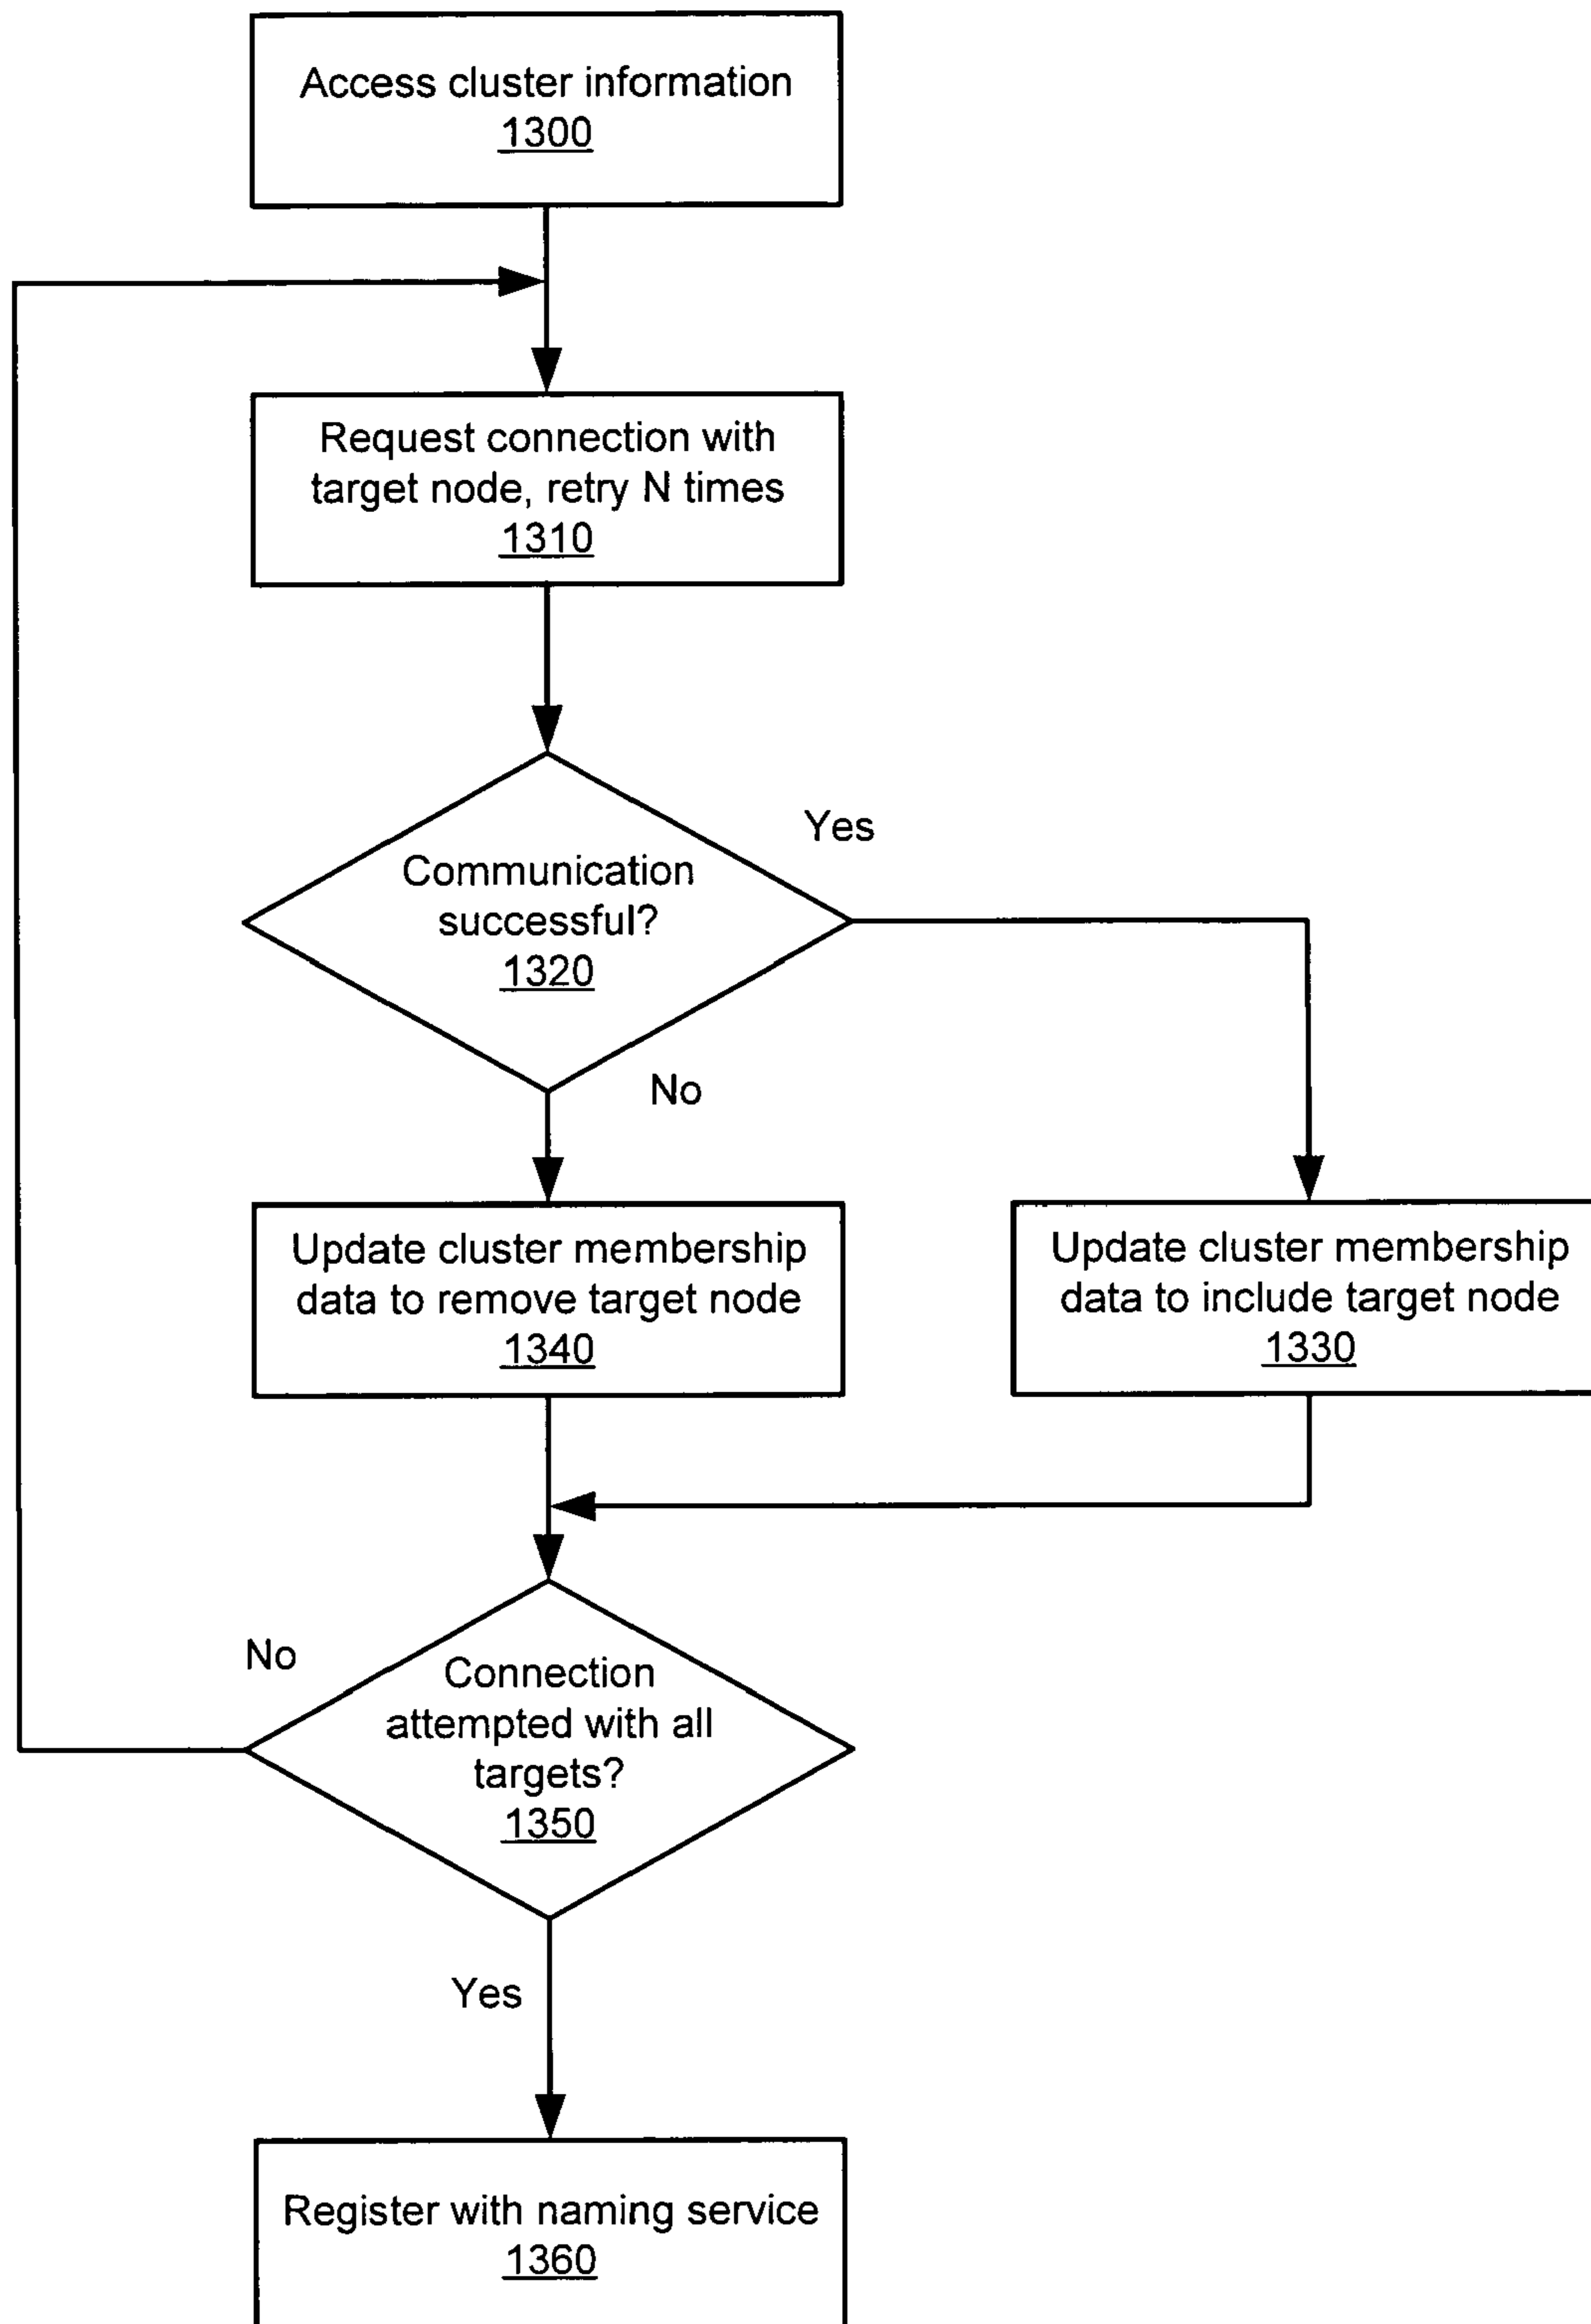 Access cluster information
1300
Request connection with
target node, retry N times
1310
Communication
successful?
1320
Yes
No
Update cluster membership
data to remove target node
1340
Update cluster membership
data to include target node
1330
Connection
attempted with all
targets?
1350
No
Yes
Register with naming service
1360